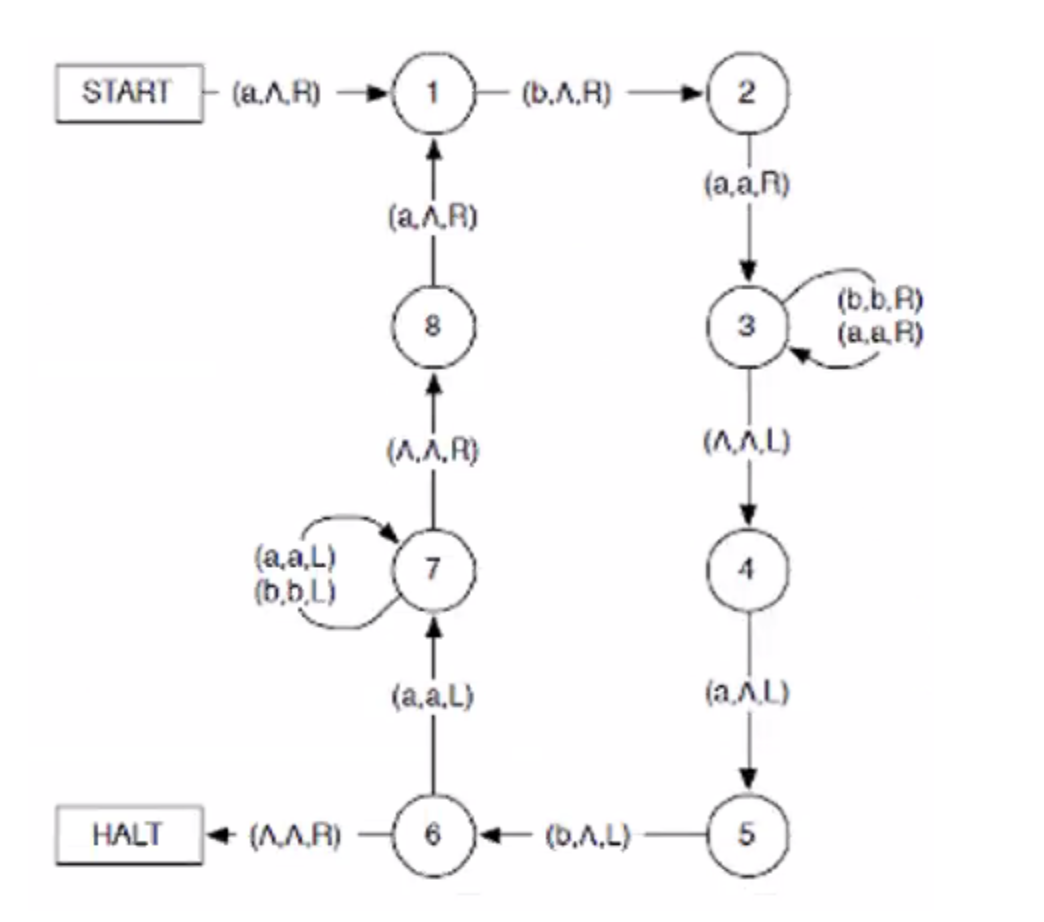 START (a,Λ,R) 1 (b,Λ,R) 2
(a,a,R)
(a,Λ,R)
8 3 (b,b,R)
(a,a,R)
(Λ,Λ,R) (Λ,Λ,L)
(a,a,L) 7 4
(b,b,L)
(a,a,L) (a,Λ,L)
HALT (Λ,Λ,R) 6 (b,Λ,L) 5